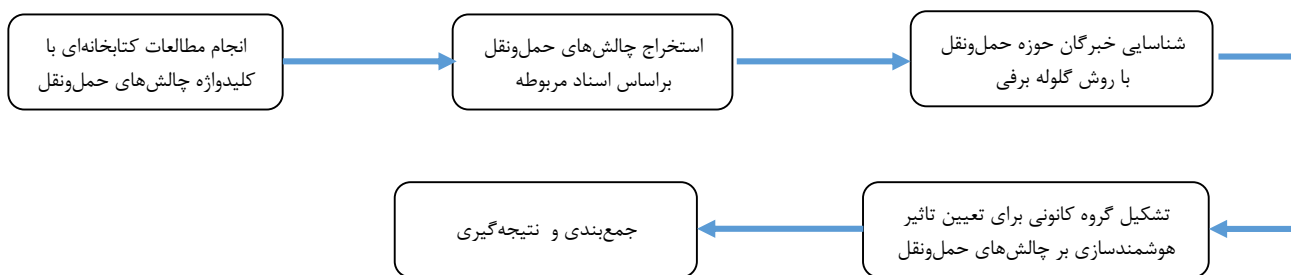 انجام مطالعات کتابخانه‌ای با
کلیدواژه چالش‌های حمل‌ونقل
استخراج چالش‌های حمل‌ونقل
براساس اسناد مربوطه
شناسایی خبرگان حوزه حمل‌ونقل
با روش گلوله برفی
تشکیل گروه کانونی برای تعیین تاثیر
هوشمندسازی بر چالش‌های حمل‌ونقل
جمع‌بندی و نتیجه‌گیری